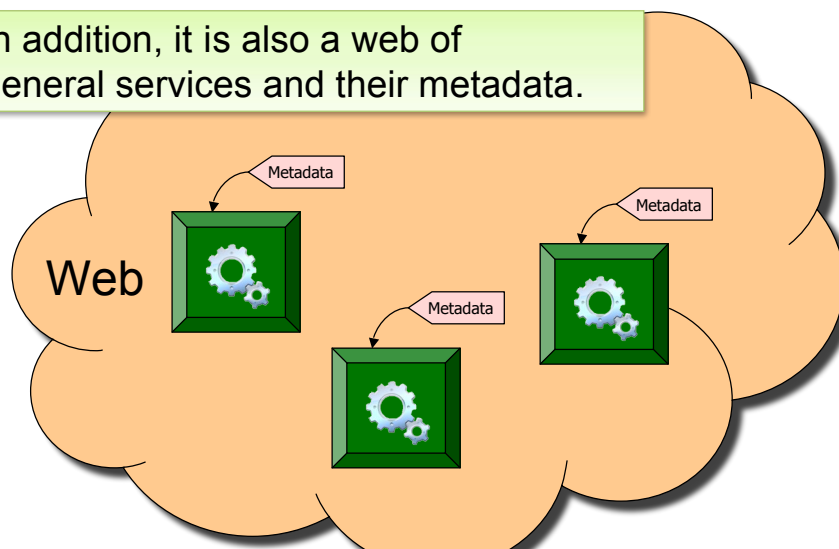 n addition, it is also a web of
eneral services and their metadata.
Metadata
Metadata
Web
Metadata